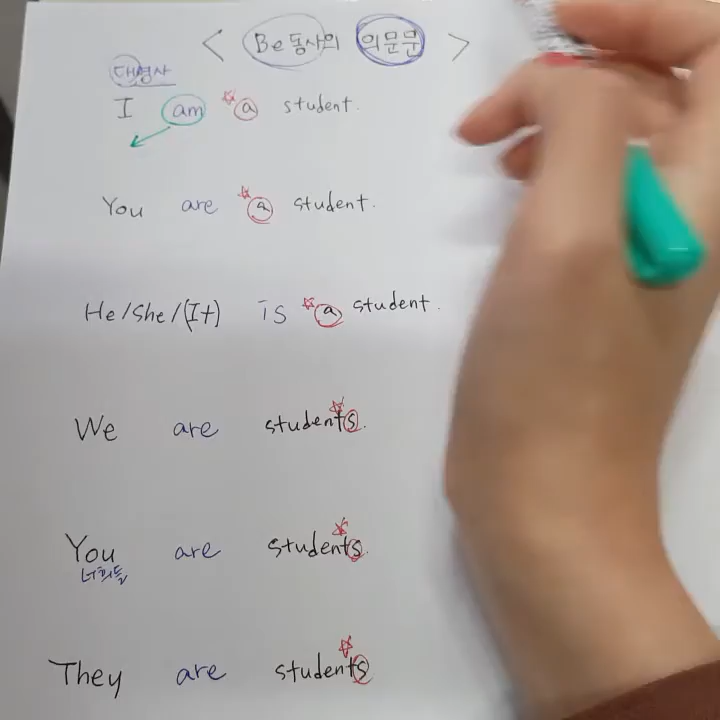 < Be동사의 의문문 >
대명사
I am a student.
You are a student.
He/She/(It) is a student.
We are students.
You are students.
너희들
They are students